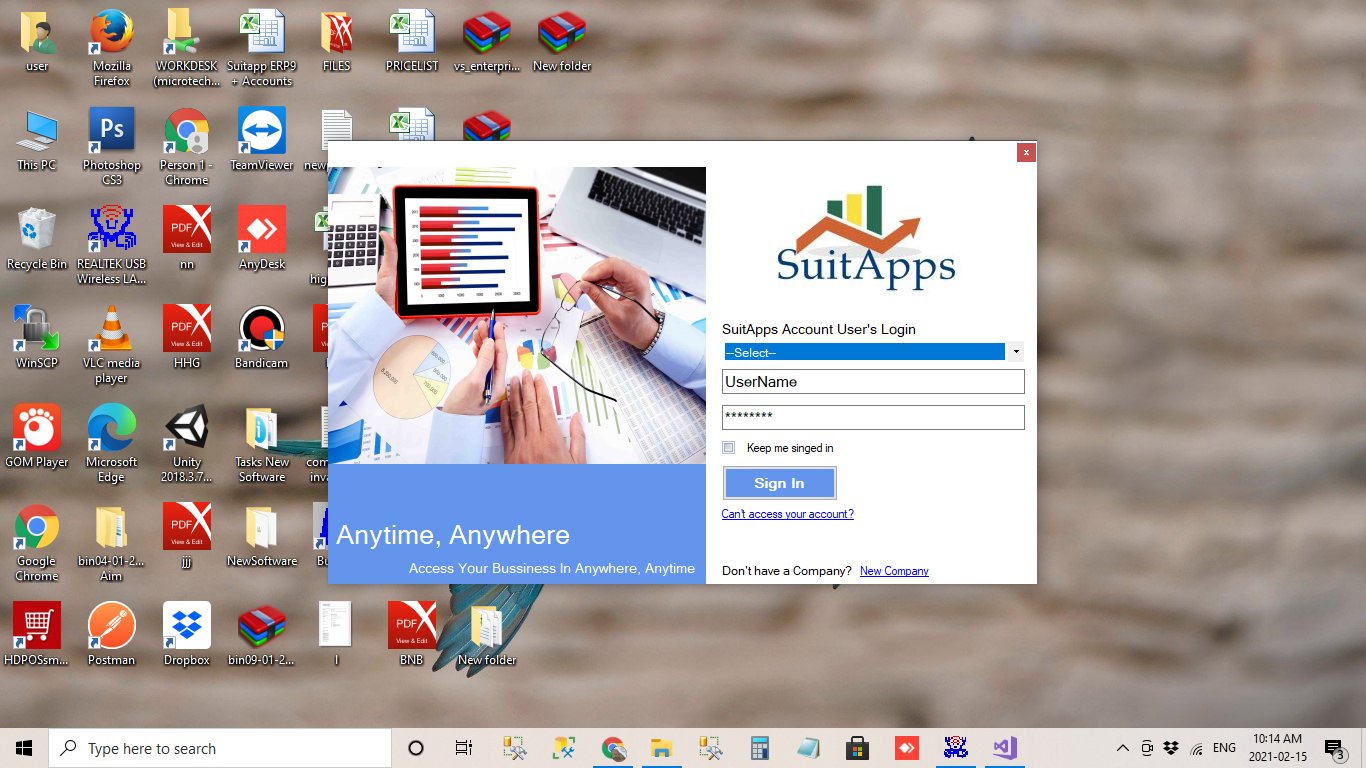 user
Mozilla
Firefox
WORKDESK
(microtech...
Suitapp ERP9
+ Accounts
FILES
PRICELIST
vs_enterpri...
New folder
This PC
Ps
Photoshop
CS3
Person 1 -
Chrome
TeamViewer
Recycle Bin
REALTEK USB
Wireless LA...
PDF
View & Edit
nn
AnyDesk
WinSCP
VLC media
player
PDF
View & Edit
HHG
Bandicam
GOM Player
Microsoft
Edge
Unity
2018.3.7...
Tasks New
Software
Google
Chrome
bin04-01-2...
Aim
PDF
View & Edit
jjj
NewSoftware
HDPOSsm...
Postman
Dropbox
bin09-01-2...
l
PDF
View & Edit
BNB
New folder
x
SuitApps
SuitApps Account User's Login
--Select--
UserName
********
Keep me singed in
Sign In
Can't access your account?
Don't have a Company? New Company
Anytime, Anywhere
Access Your Bussiness In Anywhere, Anytime
Type here to search
ENG
10:14 AM
2021-02-15
3